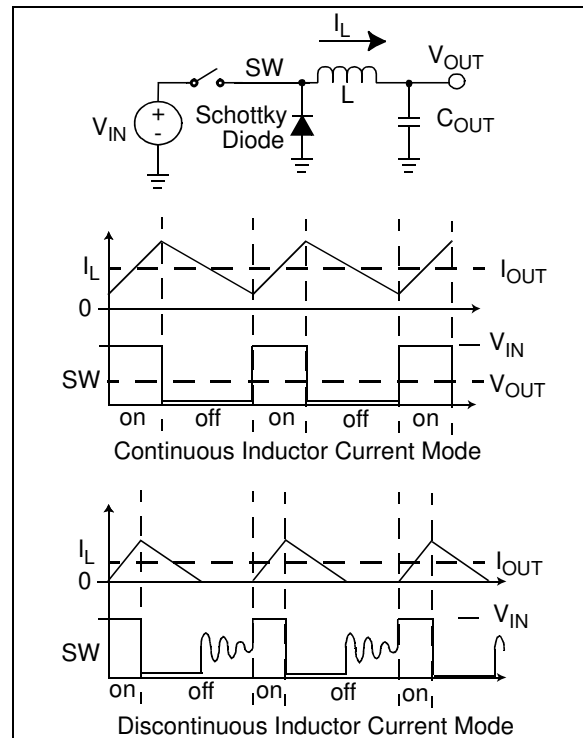 I_L
SW
V_OUT
L
V_IN
+
-
Schottky
Diode
C_OUT
I_L
I_OUT
0
V_IN
SW
V_OUT
on off on off on
Continuous Inductor Current Mode
I_L
I_OUT
0
V_IN
SW
on off on off on
Discontinuous Inductor Current Mode